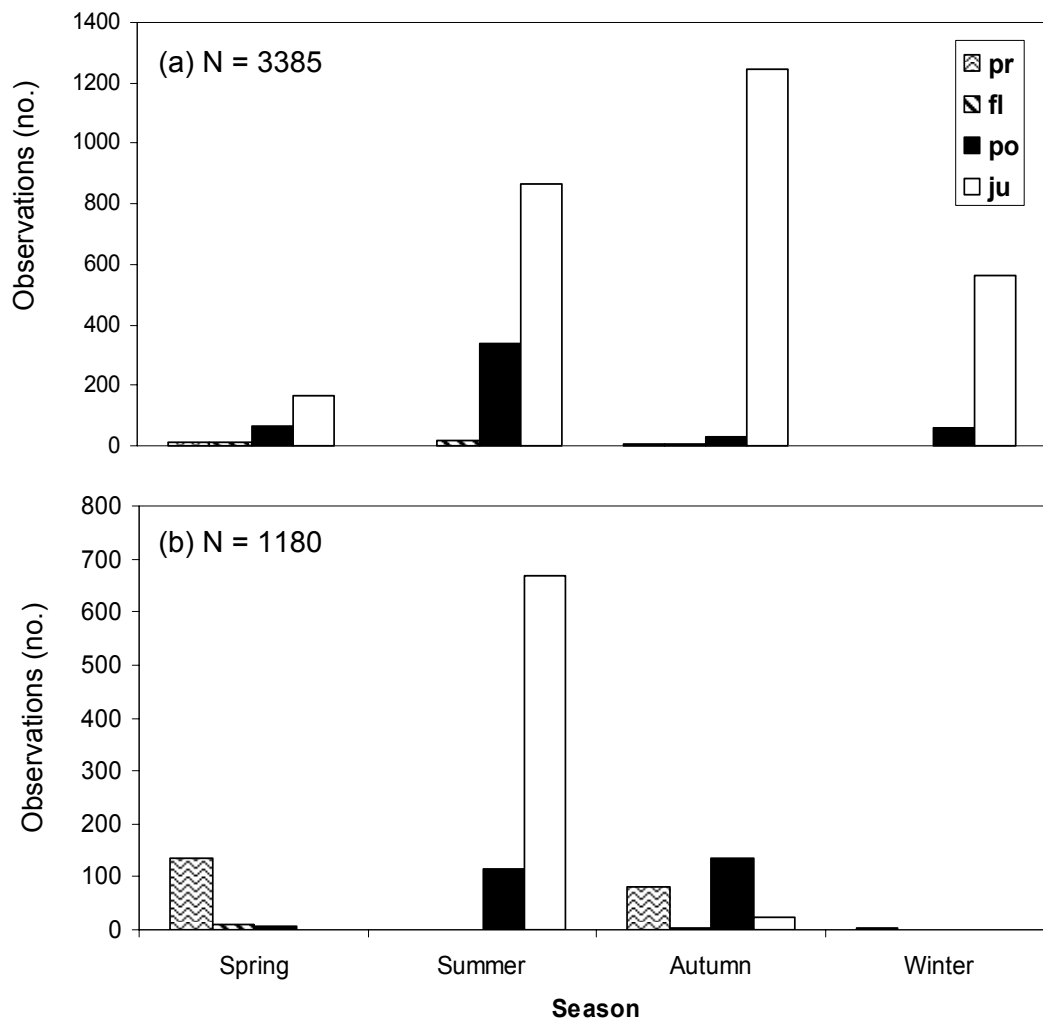 1400
1200
1000
800
600
400
200
0
Observations (no.)
(a) N = 3385
pr
fl
po
ju
800
700
600
500
400
300
200
100
0
Observations (no.)
(b) N = 1180
Spring Summer Autumn Winter
Season